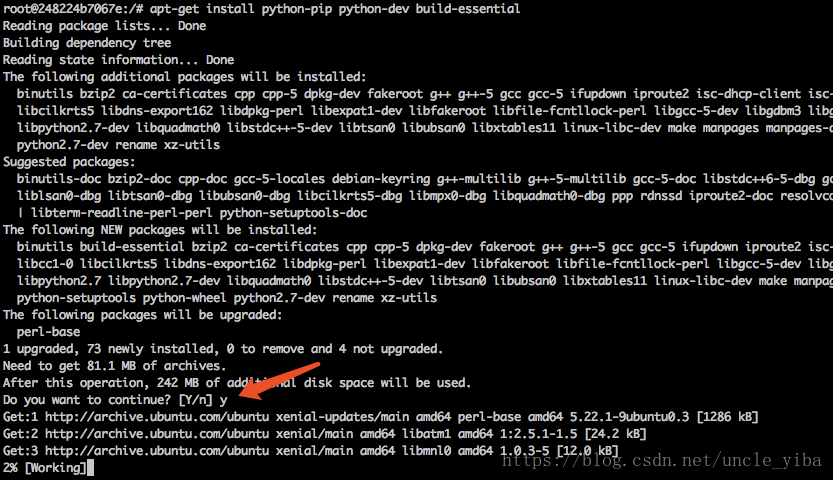 root@248224b7067e:/# apt-get install python-pip python-dev build-essential
Reading package lists... Done
Building dependency tree
Reading state information... Done
The following additional packages will be installed:
  binutils bzip2 ca-certificates cpp cpp-5 dpkg-dev fakeroot g++ g++-5 gcc gcc-5 ifupdown iproute2 isc-dhcp-client isc-
  libcilkrts5 libdns-export162 libdpkg-perl libexpat1-dev libfakeroot libfile-fcntllock-perl libgcc-5-dev libgdbm3 libg
  libpython2.7-dev libquadmath0 libstdc++-5-dev libtsan0 libubsan0 libxtables11 linux-libc-dev make manpages manpages-d
  python2.7-dev rename xz-utils
Suggested packages:
  binutils-doc bzip2-doc cpp-doc gcc-5-locales debian-keyring g++-multilib g++-5-multilib gcc-5-doc libstdc++6-5-dbg gc
  liblsan0-dbg libtsan0-dbg libubsan0-dbg libcilkrts5-dbg libmpx0-dbg libquadmath0-dbg ppp rdnssd iproute2-doc resolvco
  | libterm-readline-perl-perl python-setuptools-doc
The following NEW packages will be installed:
  binutils build-essential bzip2 ca-certificates cpp cpp-5 dpkg-dev fakeroot g++ g++-5 gcc gcc-5 ifupdown iproute2 isc-
  libcc1-0 libcilkrts5 libdns-export162 libdpkg-perl libexpat1-dev libfakeroot libfile-fcntllock-perl libgcc-5-dev libg
  libpython2.7 libpython2.7-dev libquadmath0 libstdc++-5-dev libtsan0 libubsan0 libxtables11 linux-libc-dev make manpag
  python-setuptools python-wheel python2.7-dev rename xz-utils
The following packages will be upgraded:
  perl-base
1 upgraded, 73 newly installed, 0 to remove and 4 not upgraded.
Need to get 81.1 MB of archives.
After this operation, 242 MB of additional disk space will be used.
Do you want to continue? [Y/n] y
Get:1 http://archive.ubuntu.com/ubuntu xenial-updates/main amd64 perl-base amd64 5.22.1-9ubuntu0.3 [1286 kB]
Get:2 http://archive.ubuntu.com/ubuntu xenial/main amd64 libatm1 amd64 1:2.5.1-1.5 [24.2 kB]
Get:3 http://archive.ubuntu.com/ubuntu xenial/main amd64 libmnl0 amd64 1.0.3-5 [12.0 kB]
2% [Working]
https://blog.csdn.net/uncle_yiba